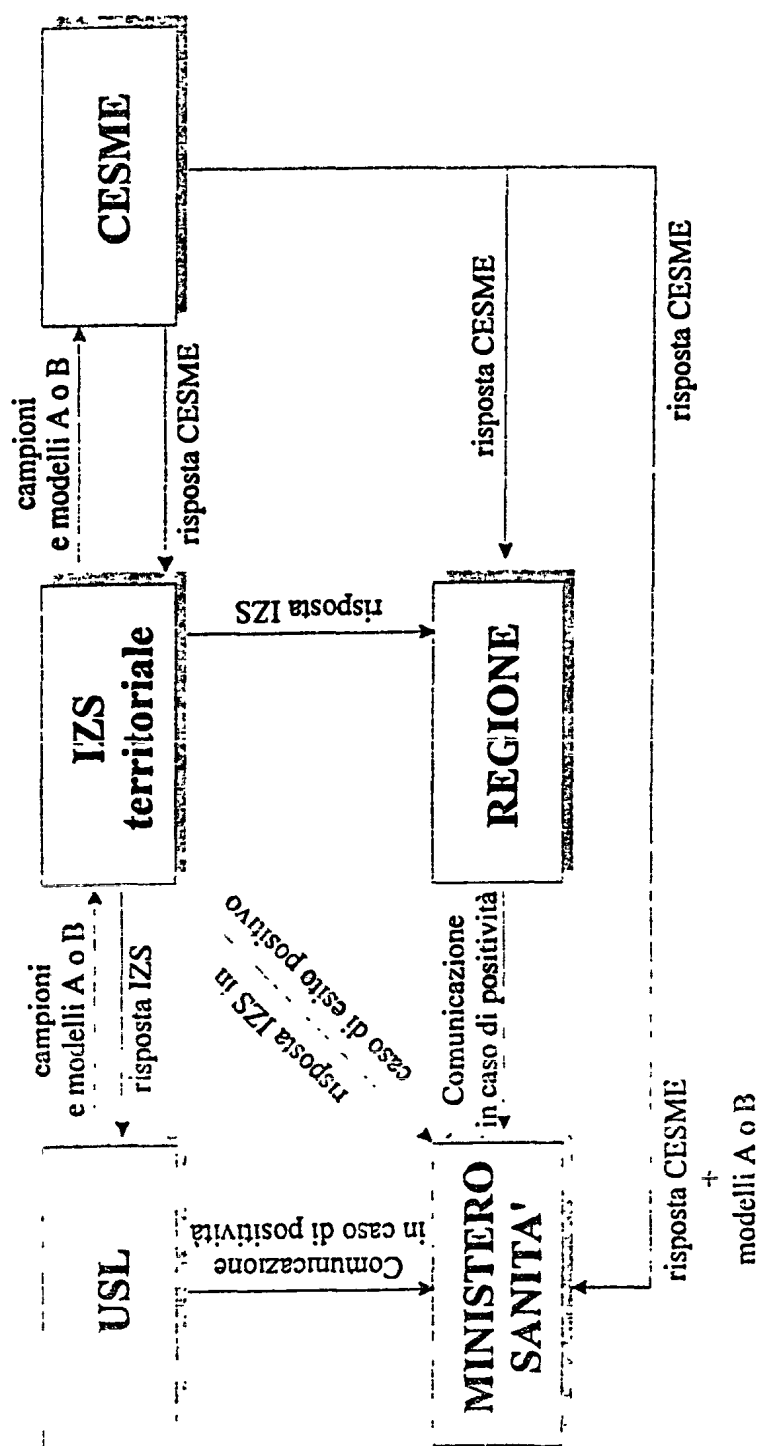 USL
campioni
e modelli A o B
risposta IZS
IZS
territoriale
campioni
e modelli A o B
risposta CESME
CESME
Comunicazione
in caso di positività
risposta IZS in
caso di esito positivo
risposta IZS
risposta CESME
MINISTERO
SANITA'
Comunicazione
in caso di positività
REGIONE
risposta CESME
+
modelli A o B
risposta CESME